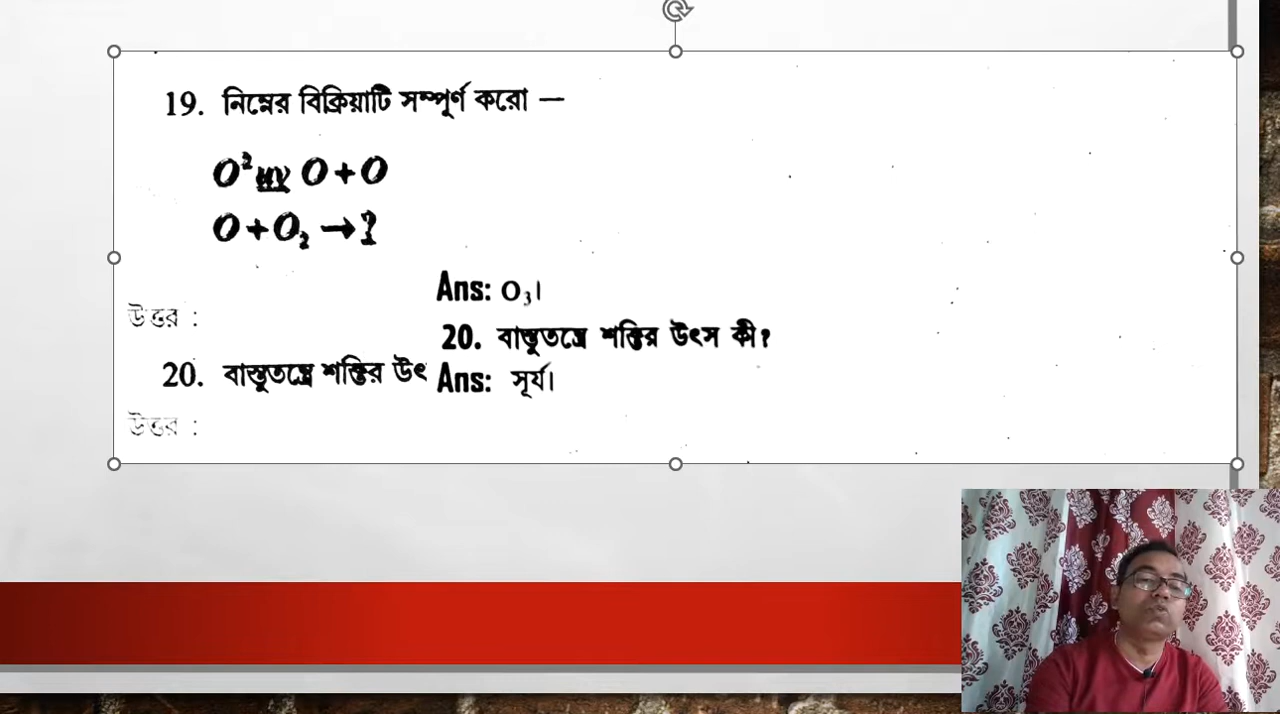 19. নিম্নের বিক্রিয়াটি সম্পূর্ণ করো —
O² uv O + O
O + O₂ → ?
Ans: O₃।
উত্তর :
20. বাস্তুতন্ত্রে শক্তির উৎস কী?
20. বাস্তুতন্ত্রে শক্তির উৎ
Ans: সূর্য।
উত্তর :